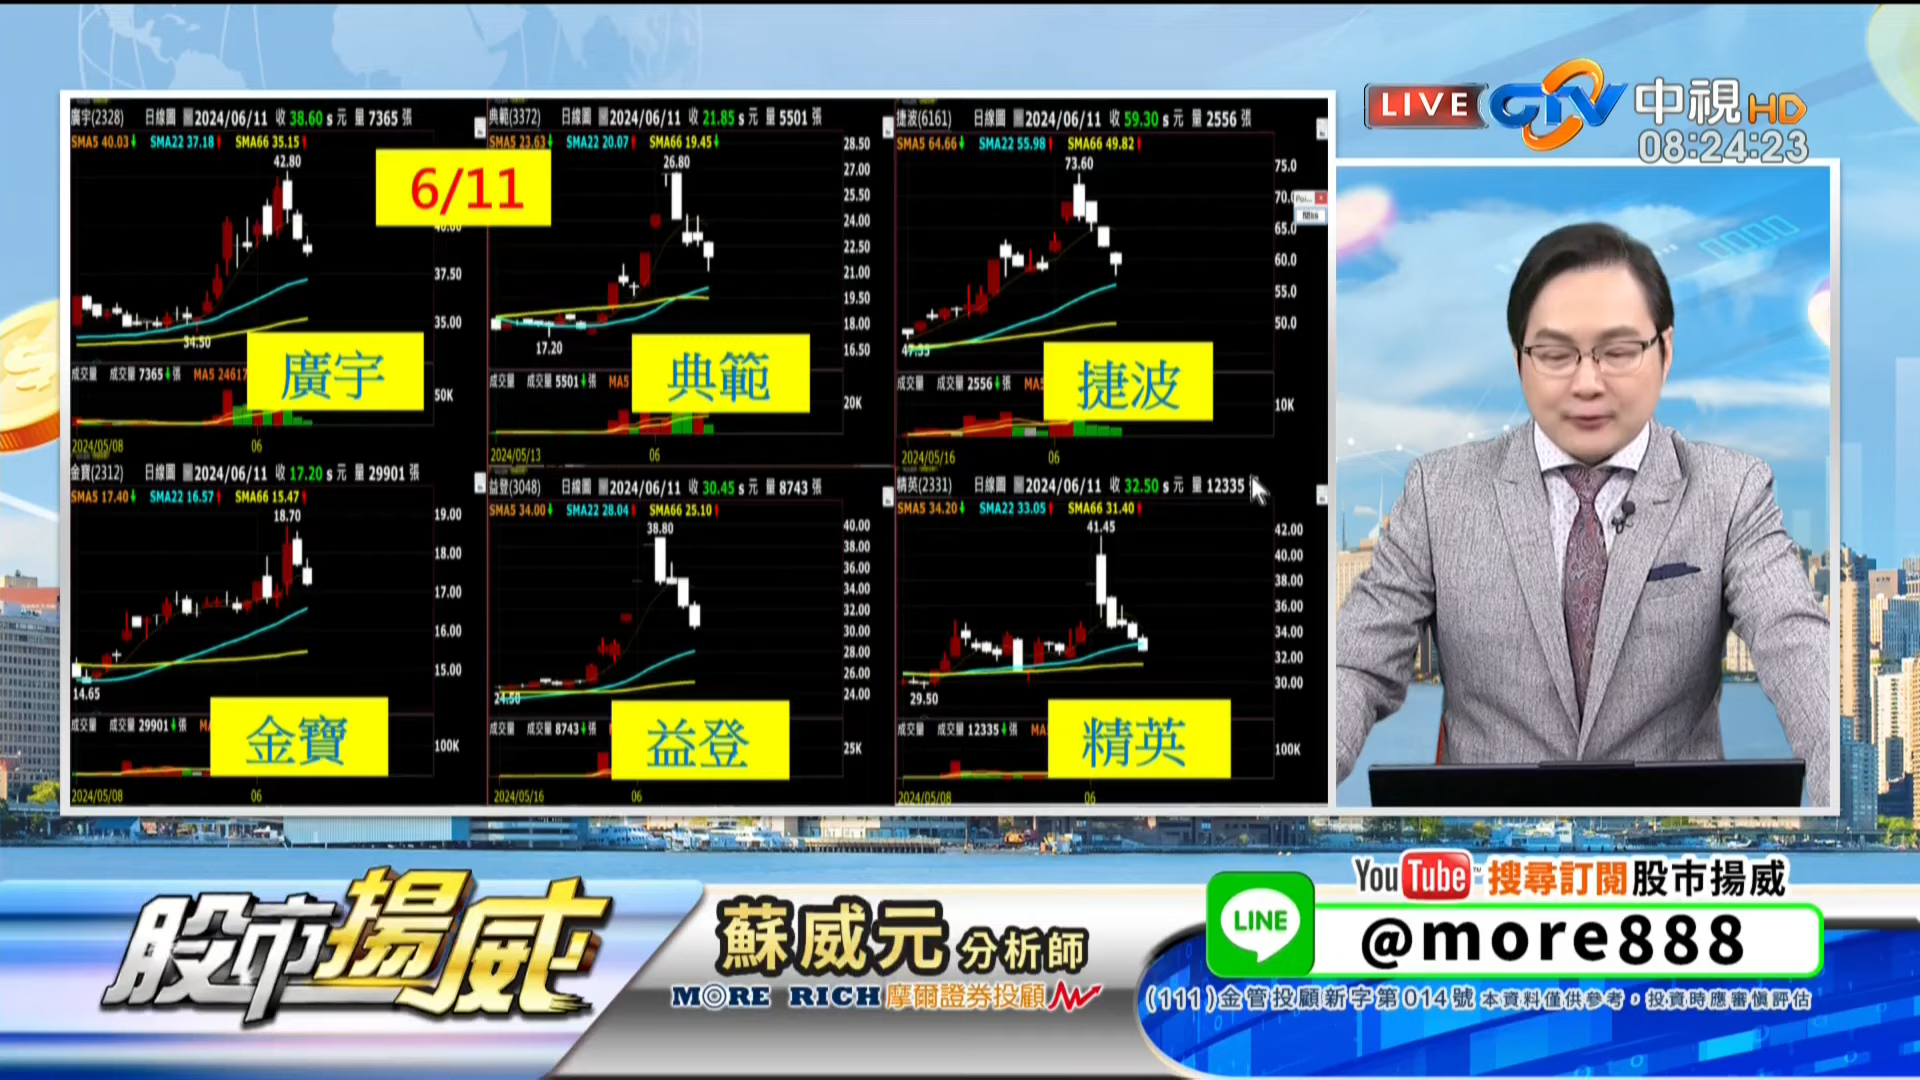 LIVE CTV 中視 HD
08:24:23
6/11
廣宇(2328) 日線圖 2024/06/11 收 38.60 s 元 量 7365 張
SMA5 40.03↓ SMA22 37.18↑ SMA66 35.15↑
42.80
40.00
37.50
35.00
34.50
廣宇
成交量 成交量 7365↓張 MA5 24617
50K
2024/05/08 06
典範(3372) 日線圖 2024/06/11 收 21.85 s 元 量 5501 張
SMA5 23.63↓ SMA22 20.07↑ SMA66 19.45↓
26.80
28.50
27.00
25.50
24.00
22.50
21.00
19.50
18.00
16.50
17.20
典範
成交量 成交量 5501↓張 MA5
20K
2024/05/13 06
捷波(6161) 日線圖 2024/06/11 收 59.30 s 元 量 2556 張
SMA5 64.66↓ SMA22 55.98↑ SMA66 49.82↑
73.60
75.0
70.0
65.0
60.0
55.0
50.0
捷波
成交量 成交量 2556↓張
10K
2024/05/16 06
金寶(2312) 日線圖 2024/06/11 收 17.20 s 元 量 29901 張
SMA5 17.40↓ SMA22 16.57↑ SMA66 15.47↑
18.70
19.00
18.00
17.00
16.00
15.00
14.65
金寶
成交量 成交量 29901↓張
100K
2024/05/08 06
益登(3048) 日線圖 2024/06/11 收 30.45 s 元 量 8743 張
SMA5 34.00↓ SMA22 28.04↑ SMA66 25.10↑
38.80
40.00
38.00
36.00
34.00
32.00
30.00
28.00
26.00
24.00
24.50
益登
成交量 成交量 8743↓張
25K
2024/05/16 06
精英(2331) 日線圖 2024/06/11 收 32.50 s 元 量 12335
SMA5 34.20↓ SMA22 33.05↑ SMA66 31.40↑
41.45
42.00
40.00
38.00
36.00
34.00
32.00
30.00
29.50
精英
成交量 成交量 12335↓張
100K
2024/05/08 06
股市揚威
蘇威元 分析師
MORE RICH 摩爾證券投顧
YouTube™ 搜尋訂閱 股市揚威
LINE
@more888
(111)金管投顧新字第014號 本資料僅供參考，投資時應審慎評估